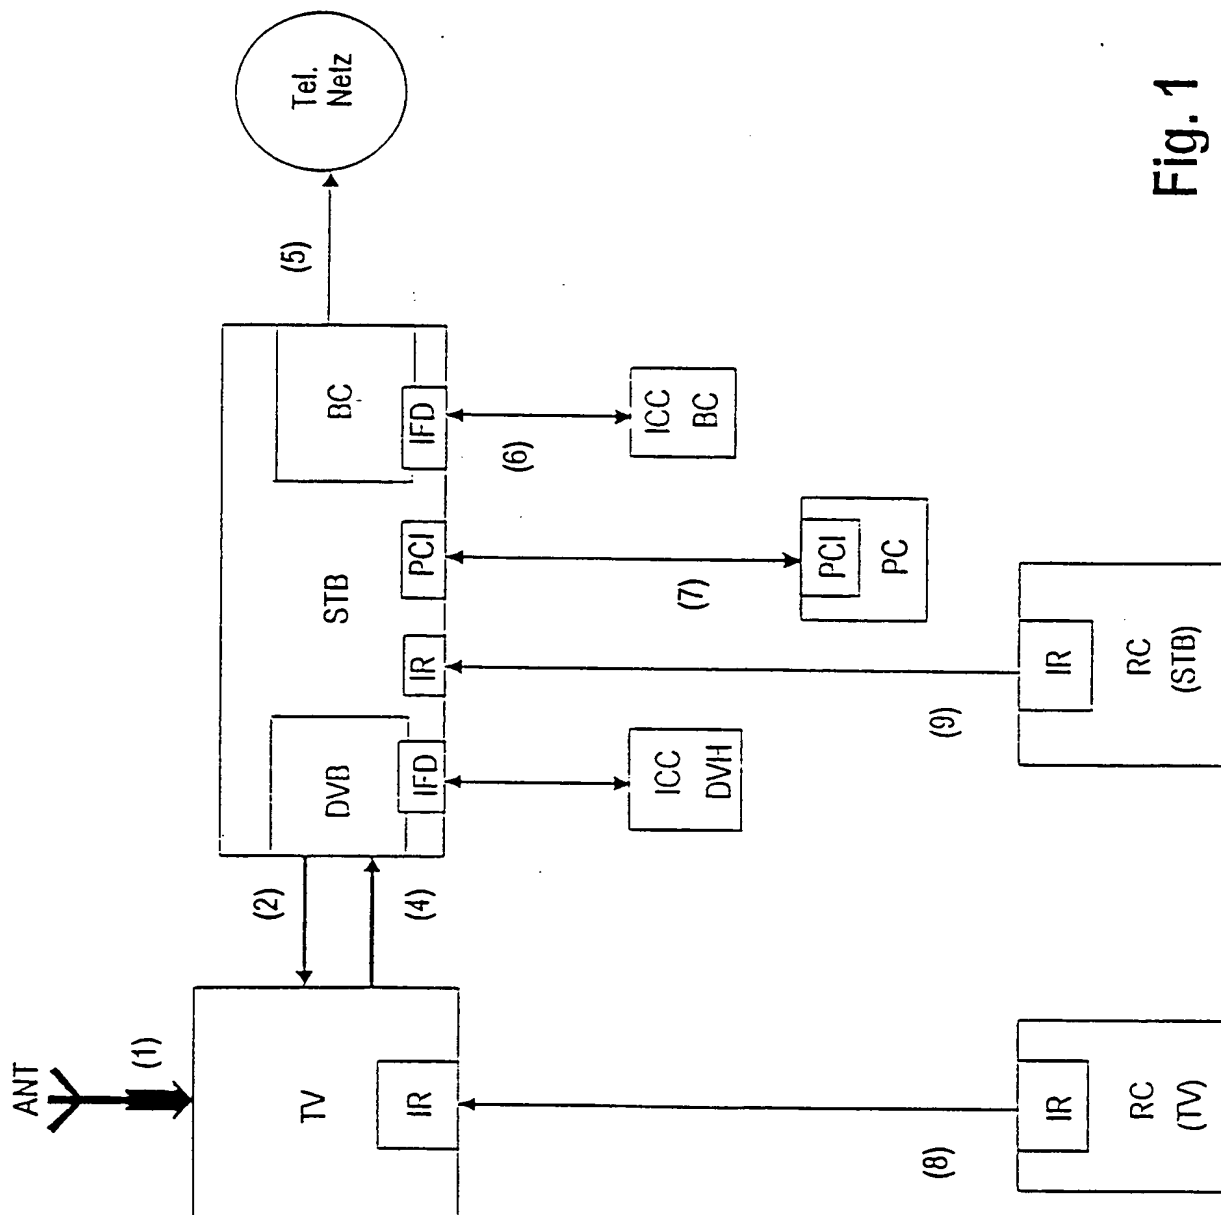 ANT
(1)
TV
IR
(8)
IR
RC
(TV)
(2)
(4)
DVB
IFD
ICC
DVH
STB
IR
(9)
IR
RC
(STB)
PCI
(7)
PCI
PC
BC
IFD
(6)
ICC
BC
(5)
Tel.
Netz
Fig. 1